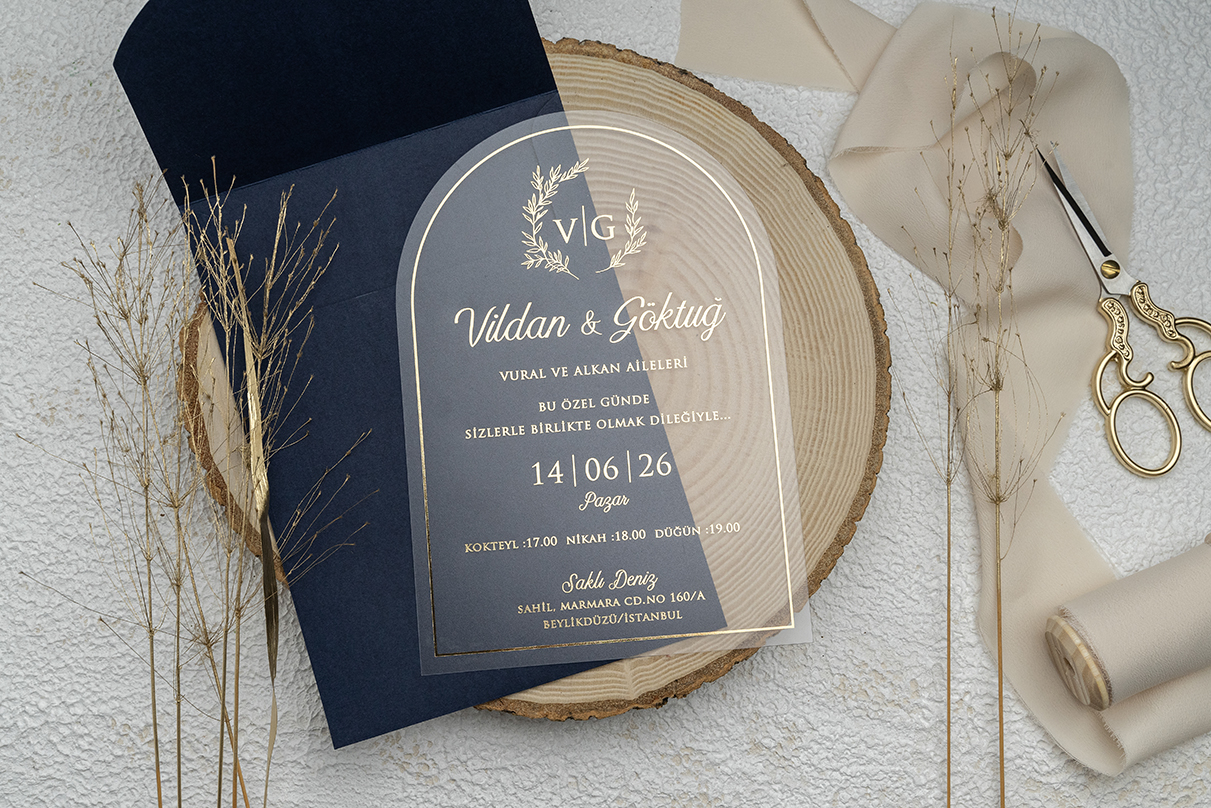 V|G
Vildan & Göktuğ
VURAL VE ALKAN AİLELERİ
BU ÖZEL GÜNDE
SİZLERLE BİRLİKTE OLMAK DİLEĞİYLE...
14|06|26
Pazar
KOKTEYL :17.00 NİKAH :18.00 DÜĞÜN :19.00
Saklı Deniz
SAHİL, MARMARA CD.NO 160/A
BEYLİKDÜZÜ/İSTANBUL